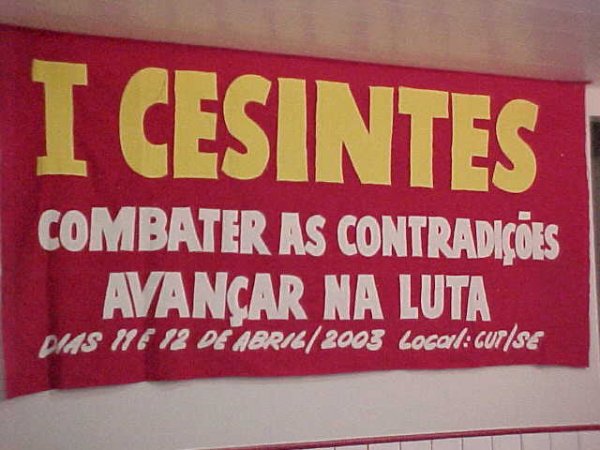 I CESINTES
COMBATER AS CONTRADIÇÕES
AVANÇAR NA LUTA
DIAS 11 E 12 DE ABRIL/2003 LOCAL: CUT/SE